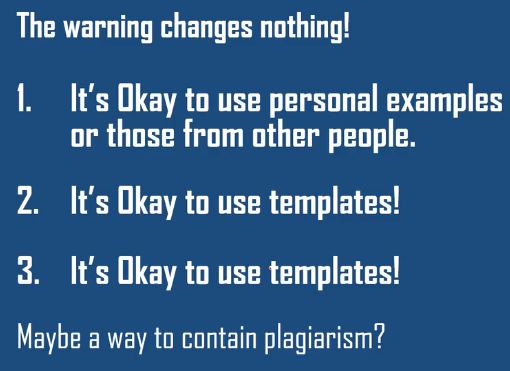 The warning changes nothing!
1. It's Okay to use personal examples
or those from other people.
2. It's Okay to use templates!
3. It's Okay to use templates!
Maybe a way to contain plagiarism?